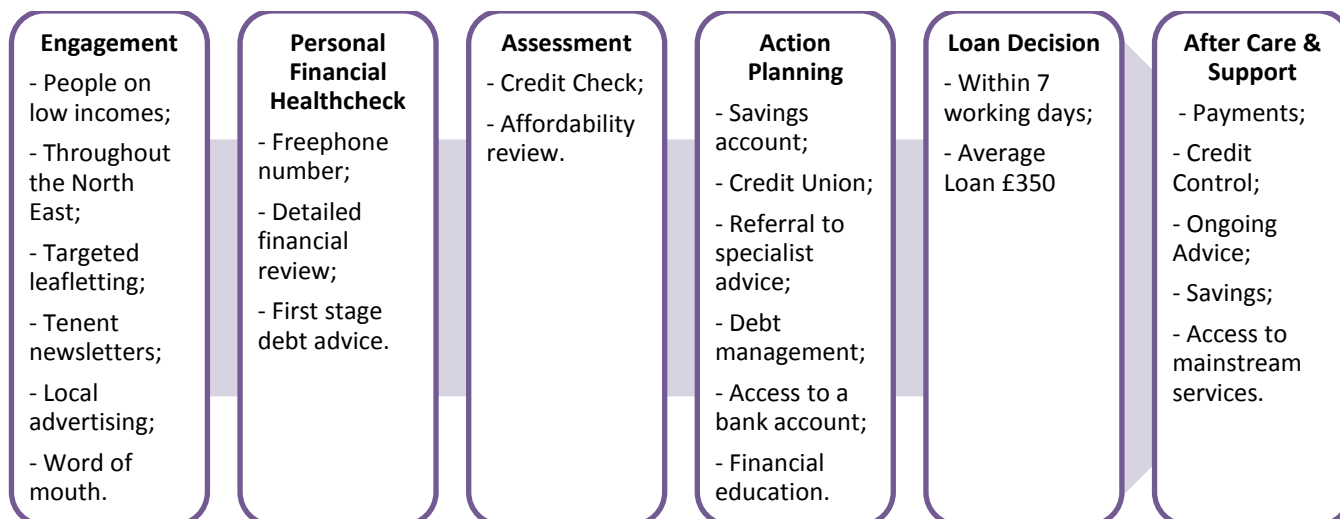 Engagement
- People on
low incomes;
- Throughout
the North
East;
- Targeted
leafletting;
- Tenent
newsletters;
- Local
advertising;
- Word of
mouth.
Personal
Financial
Healthcheck
- Freephone
number;
- Detailed
financial
review;
- First stage
debt advice.
Assessment
- Credit Check;
- Affordability
review.
Action
Planning
- Savings
account;
- Credit Union;
- Referral to
specialist
advice;
- Debt
management;
- Access to a
bank account;
- Financial
education.
Loan Decision
- Within 7
working days;
- Average
Loan £350
After Care &
Support
- Payments;
- Credit
Control;
- Ongoing
Advice;
- Savings;
- Access to
mainstream
services.